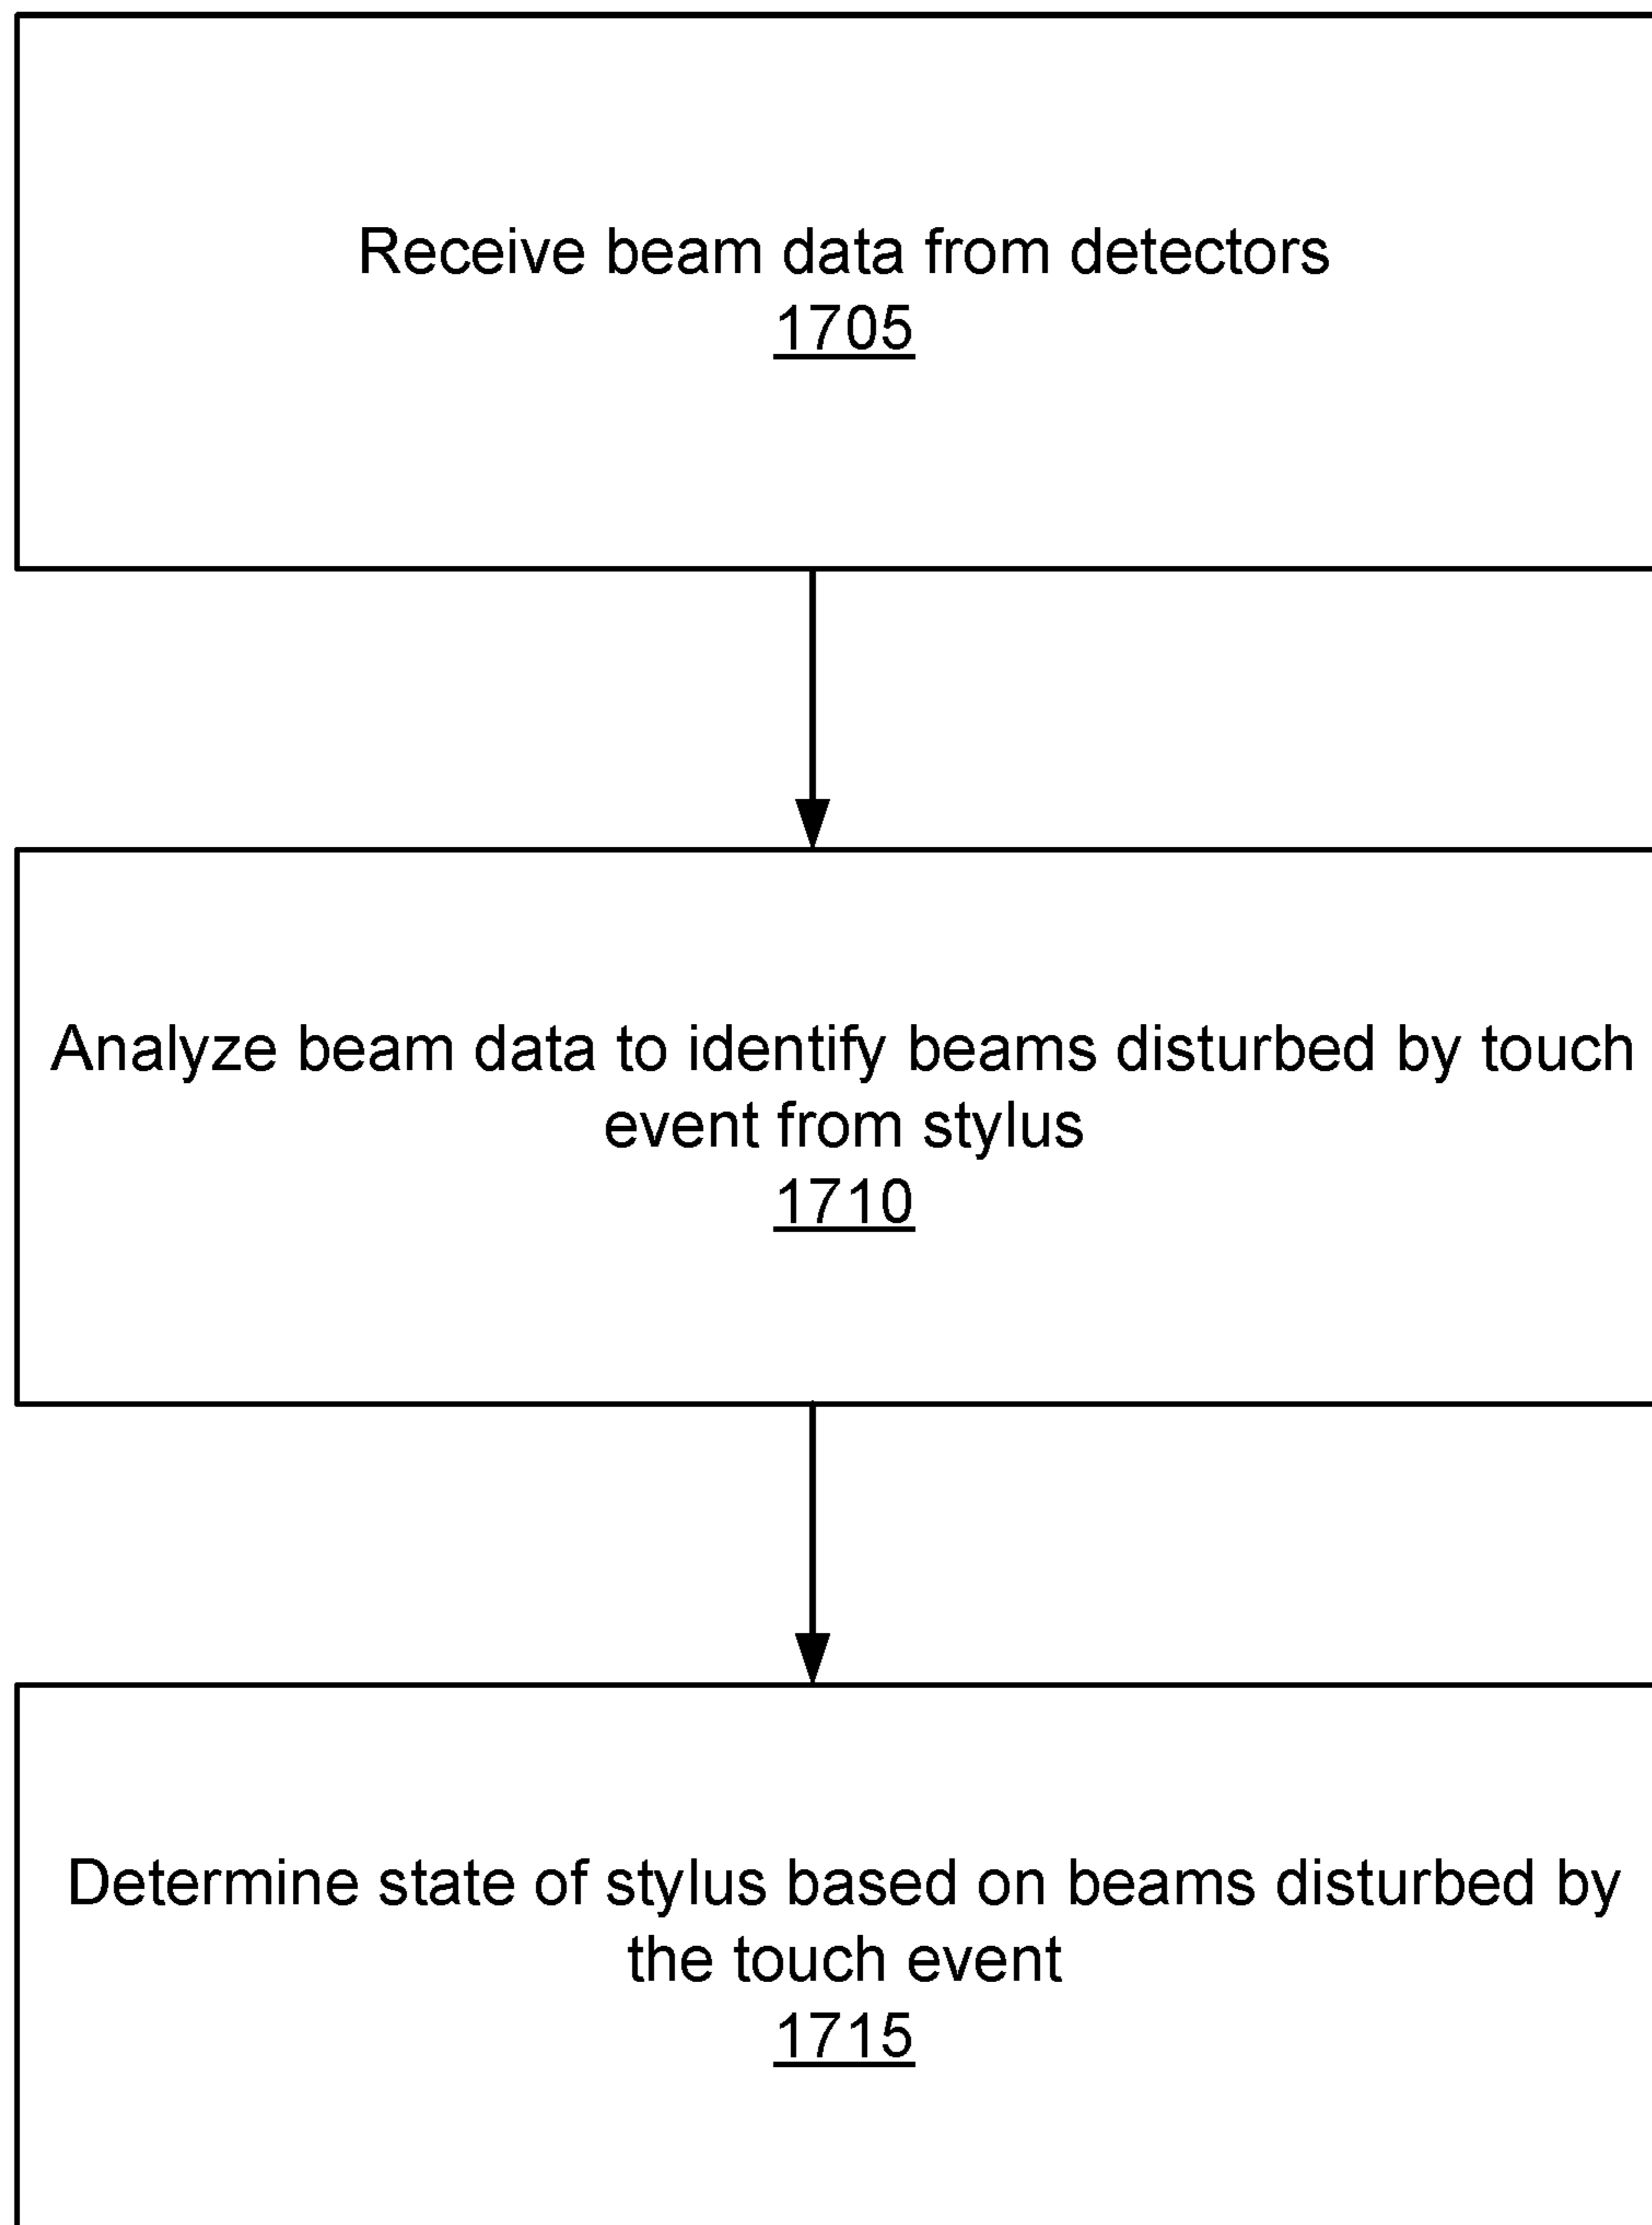 Receive beam data from detectors
1705
Analyze beam data to identify beams disturbed by touch
event from stylus
1710
Determine state of stylus based on beams disturbed by
the touch event
1715